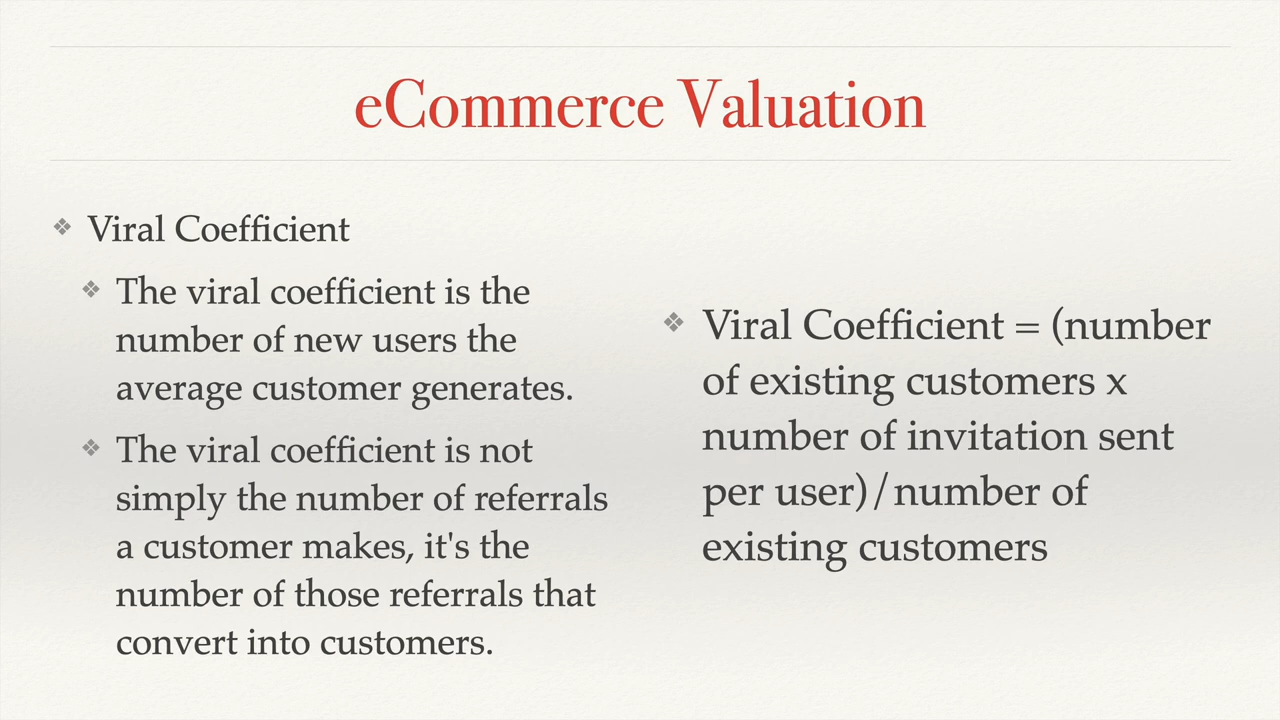 eCommerce Valuation
Viral Coefficient
The viral coefficient is the
number of new users the
average customer generates.
The viral coefficient is not
simply the number of referrals
a customer makes, it's the
number of those referrals that
convert into customers.
Viral Coefficient = (number
of existing customers x
number of invitation sent
per user)/number of
existing customers